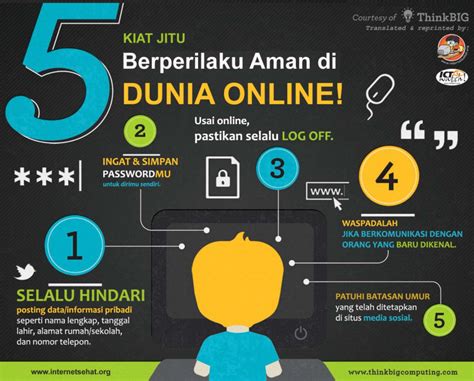 Courtesy of ThinkBIG
Translated & reprinted by:
ICT
WATCH
5
KIAT JITU
Berperilaku Aman di
DUNIA ONLINE!
Usai online,
pastikan selalu LOG OFF.
2
INGAT & SIMPAN
PASSWORDMU
untuk dirimu sendiri.
***|
3
www.
“ ”
4
WASPADALAH
JIKA BERKOMUNIKASI DENGAN
ORANG YANG BARU DIKENAL.
1
SELALU HINDARI
posting data/informasi pribadi
seperti nama lengkap, tanggal
lahir, alamat rumah/sekolah,
dan nomor telepon.
PATUHI BATASAN UMUR
yang telah ditetapkan
di situs media sosial.
5
www.internetsehat.org
www.thinkbigcomputing.com